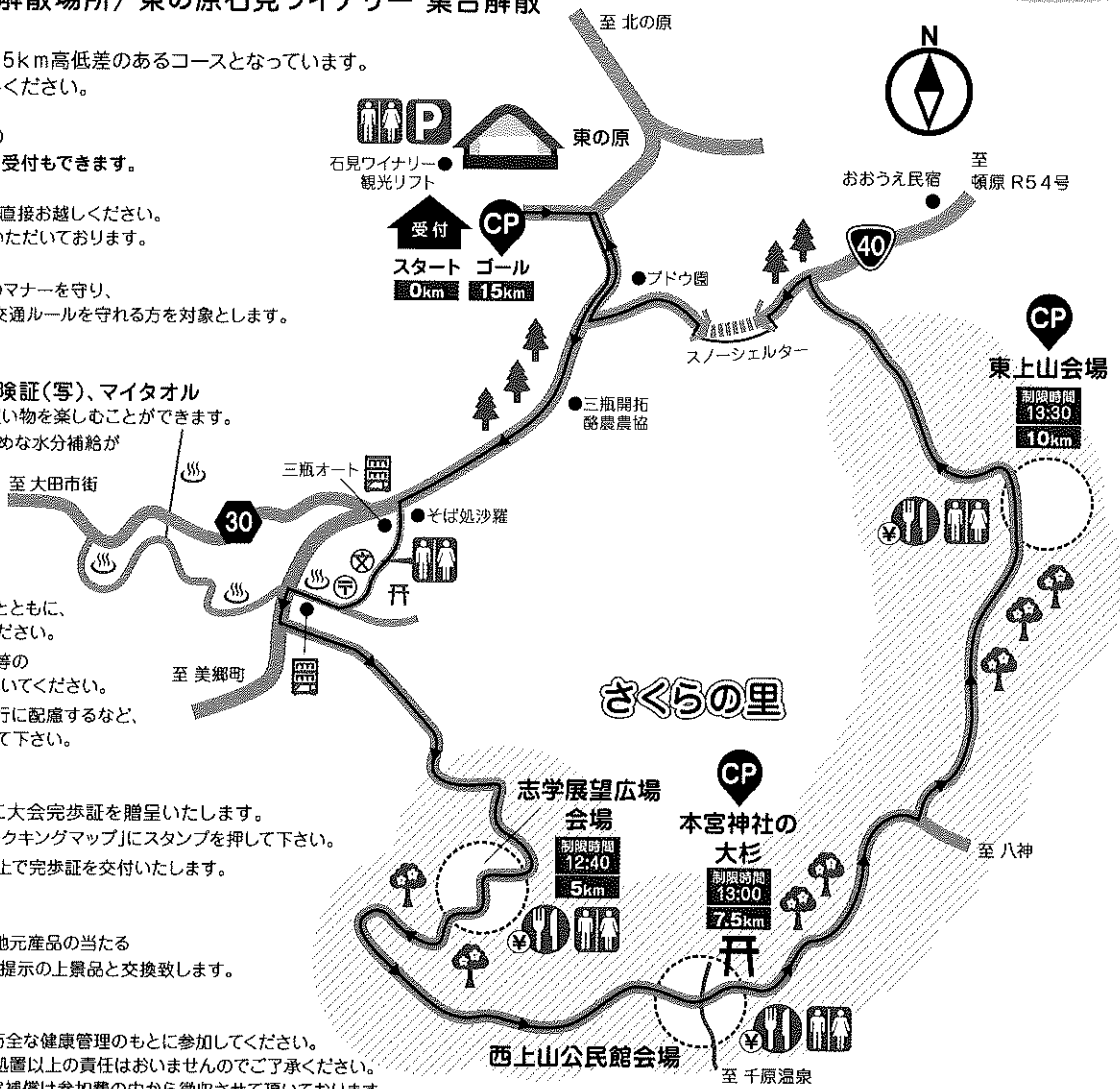 解散場所/ 東の原石見ワイナリー 集合解散
5km高低差のあるコースとなっています。
ください。
受付もできます。
直接お越しください。
いただいております。
のマナーを守り、
交通ルールを守れる方を対象とします。
険証(写)、マイタオル
い物を楽しむことができます。
めな水分補給が
とともに、
ださい。
等の
いてください。
行に配慮するなど、
て下さい。
に大会完歩証を贈呈いたします。
ークキングマップ」にスタンプを押して下さい。
上で完歩証を交付いたします。
地元産品の当たる
提示の上景品と交換致します。
万全な健康管理のもとに参加してください。
処置以上の責任はおいませんのでご了承ください。
至 北の原
N
P
東の原
石見ワイナリー
観光リフト
受付
CP
スタート
ゴール
0km
15km
おおうえ民宿
至
頓原 R54号
40
ブドウ園
スノーシェルター
CP
東上山会場
制限時間
13:30
10km
¥
三瓶開拓
酪農農協
三瓶オート
至 大田市街
30
そば処沙羅
文
〒
至 美郷町
さくらの里
志学展望広場
会場
制限時間
12:40
5km
¥
CP
本宮神社の
大杉
制限時間
13:00
7.5km
至 八神
西上山公民館会場
¥
至 千原温泉